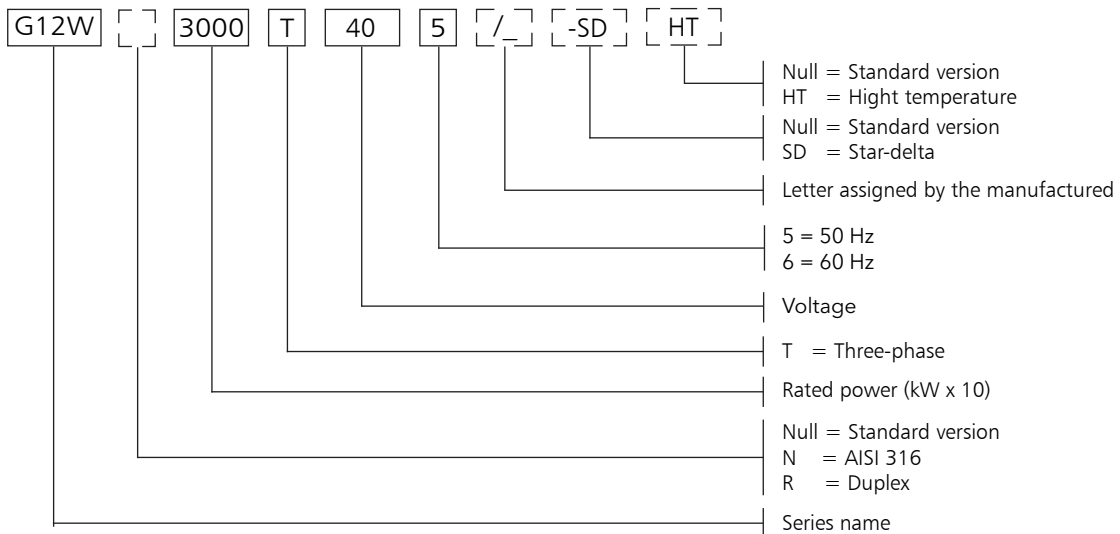 G12W 3000 T 40 5 /_ -SD HT
Null = Standard version
HT = Hight temperature
Null = Standard version
SD = Star-delta
Letter assigned by the manufactured
5 = 50 Hz
6 = 60 Hz
Voltage
T = Three-phase
Rated power (kW x 10)
Null = Standard version
N = AISI 316
R = Duplex
Series name